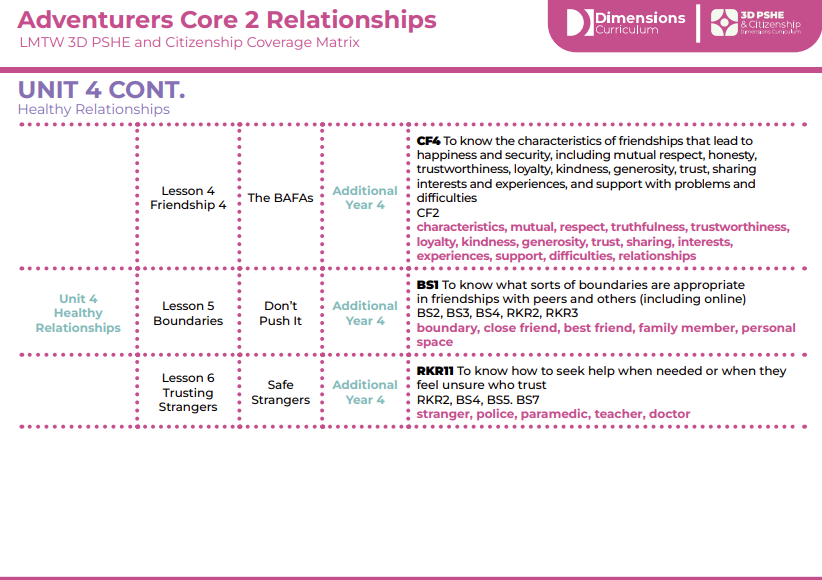 Adventurers Core 2 Relationships
LMTW 3D PSHE and Citizenship Coverage Matrix
Dimensions
Curriculum
3D PSHE
& Citizenship
Dimensions Curriculum
UNIT 4 CONT.
Healthy Relationships
Lesson 4
Friendship 4
The BAFAs
Additional
Year 4
CF4 To know the characteristics of friendships that lead to
happiness and security, including mutual respect, honesty,
trustworthiness, loyalty, kindness, generosity, trust, sharing
interests and experiences, and support with problems and
difficulties
CF2
characteristics, mutual, respect, truthfulness, trustworthiness,
loyalty, kindness, generosity, trust, sharing, interests,
experiences, support, difficulties, relationships
Unit 4
Healthy
Relationships
Lesson 5
Boundaries
Don't
Push It
Additional
Year 4
BS1 To know what sorts of boundaries are appropriate
in friendships with peers and others (including online)
BS2, BS3, BS4, RKR2, RKR3
boundary, close friend, best friend, family member, personal
space
Lesson 6
Trusting
Strangers
Safe
Strangers
Additional
Year 4
RKR11 To know how to seek help when needed or when they
feel unsure who trust
RKR2, BS4, BS5. BS7
stranger, police, paramedic, teacher, doctor